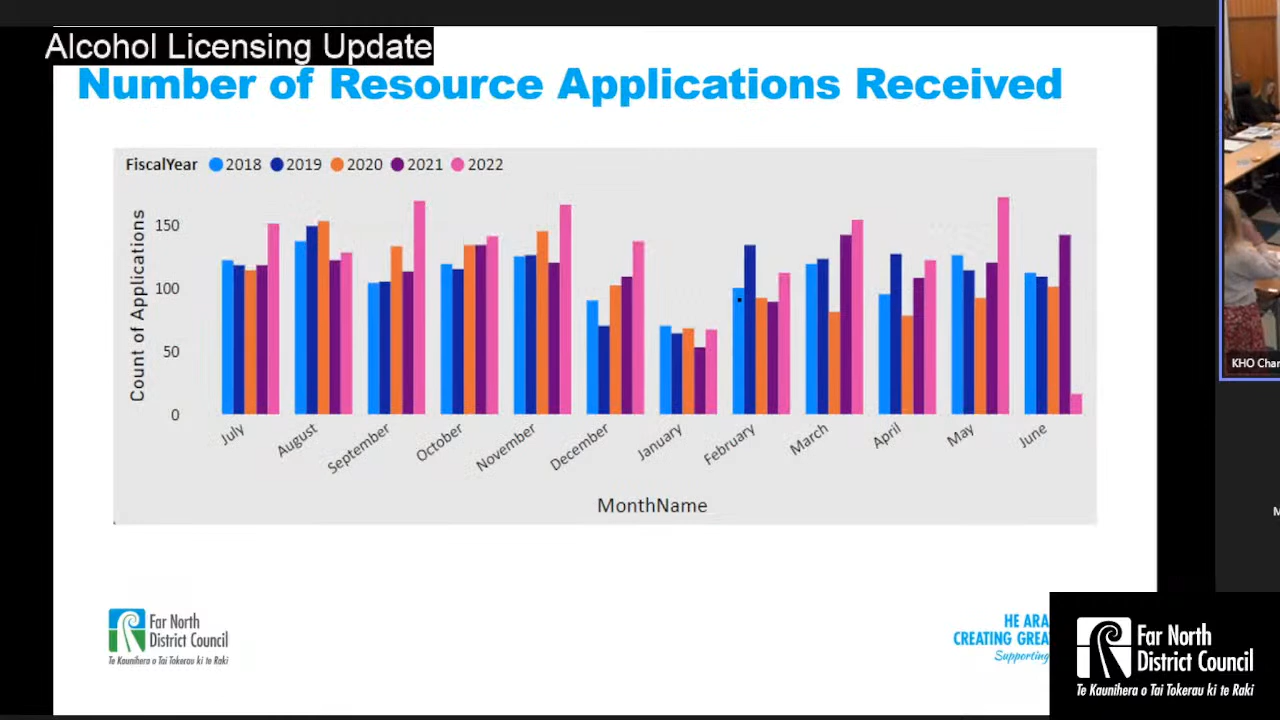 Alcohol Licensing Update
Number of Resource Applications Received
FiscalYear 2018 2019 2020 2021 2022
Count of Applications
150
100
50
0
July August September October November December January February March April May June
MonthName
KHO Cha
Far North
District Council
Te Kaunihera o Tai Tokerau ki te Raki
HE ARA
CREATING GREA
Supporting
Far North
District Council
Te Kaunihera o Tai Tokerau ki te Raki
M